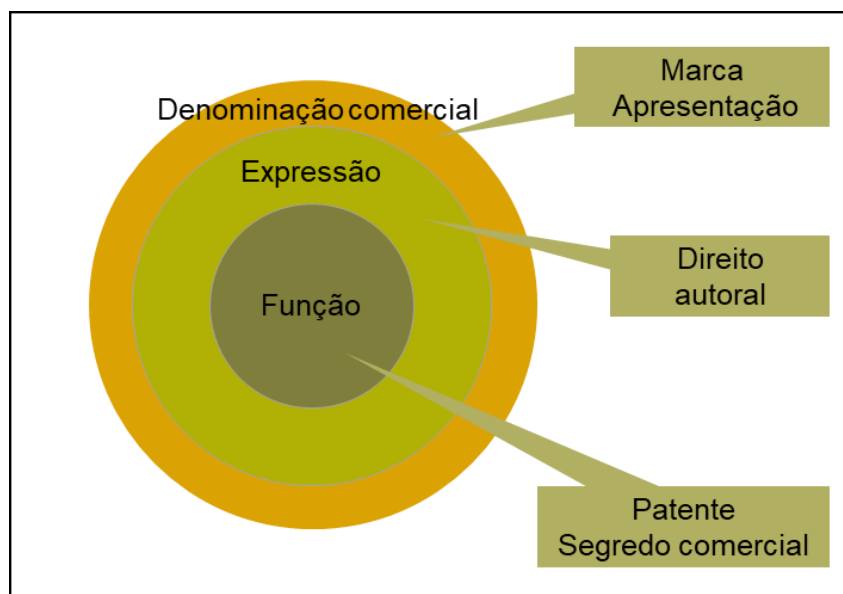 Denominação comercial
Expressão
Função
Marca
Apresentação
Direito
autoral
Patente
Segredo comercial